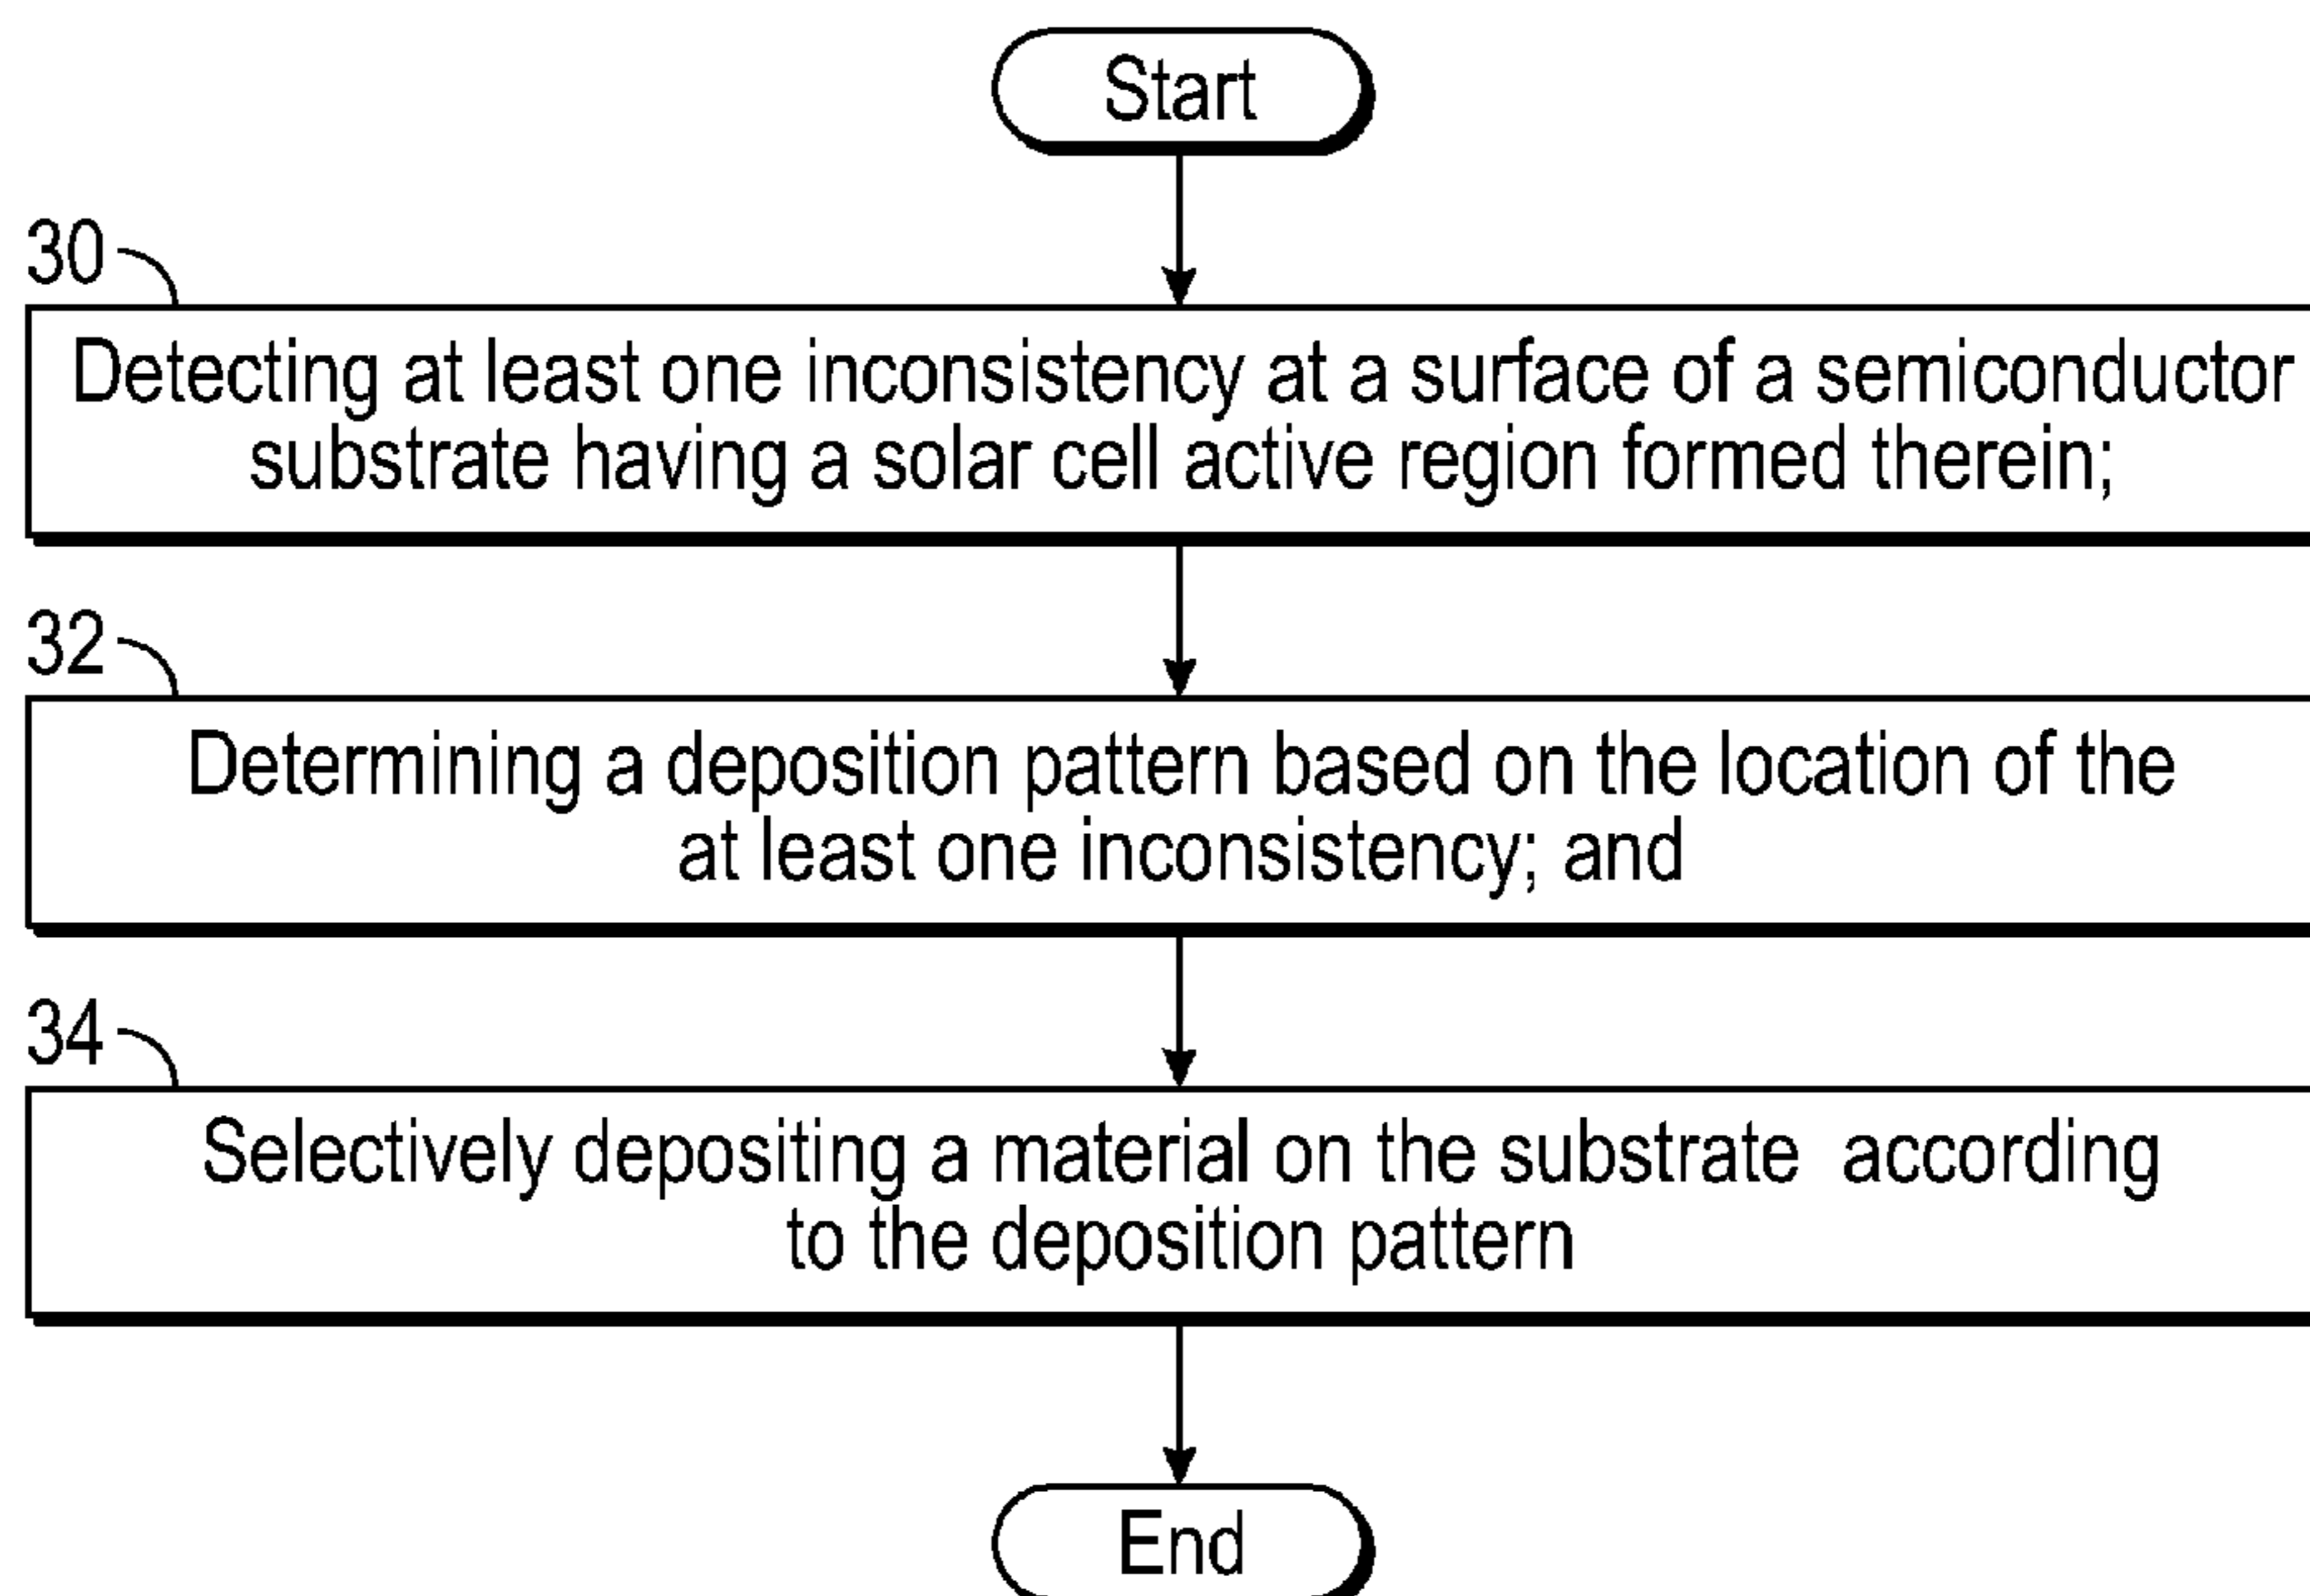 Start
30
Detecting at least one inconsistency at a surface of a semiconductor
substrate having a solar cell active region formed therein;
32
Determining a deposition pattern based on the location of the
at least one inconsistency; and
34
Selectively depositing a material on the substrate according
to the deposition pattern
End